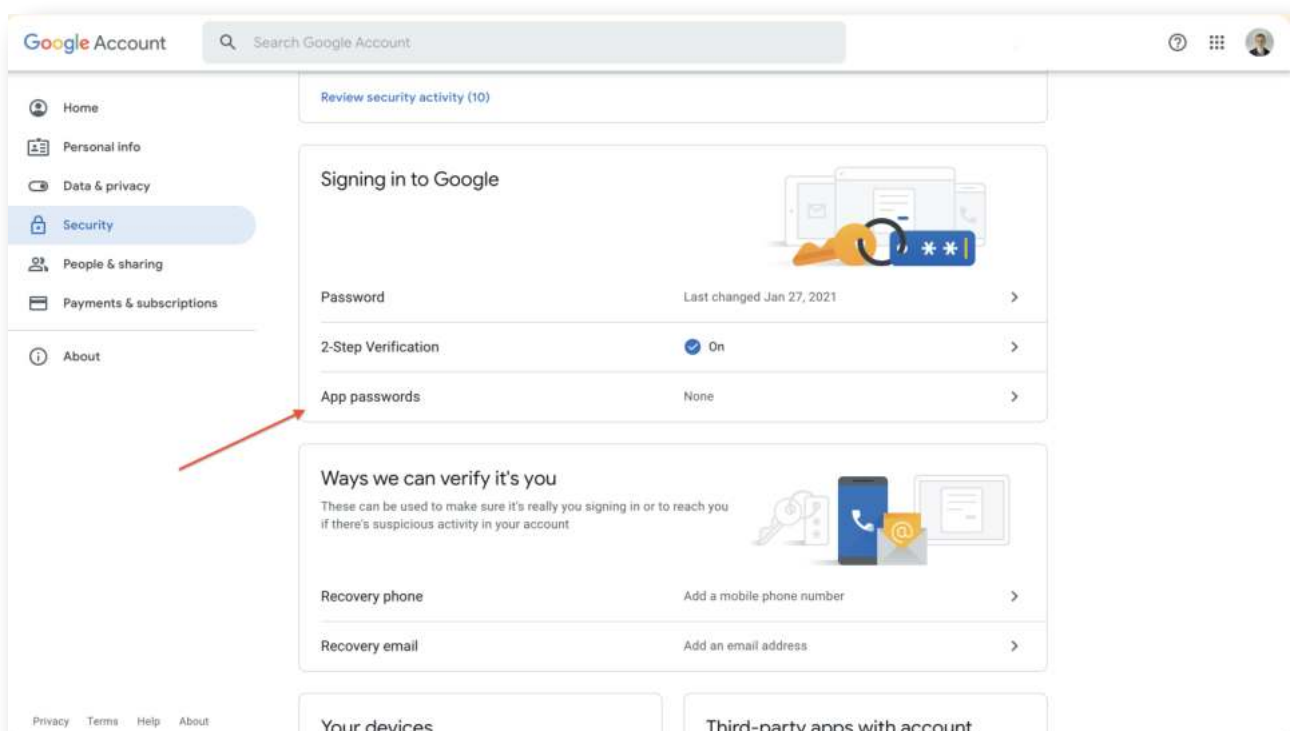 Google Account
Search Google Account
Home
Personal info
Data & privacy
Security
People & sharing
Payments & subscriptions
About
Review security activity (10)
Signing in to Google
**
Password Last changed Jan 27, 2021
2-Step Verification On
App passwords None
Ways we can verify it's you
These can be used to make sure it's really you signing in or to reach you
if there's suspicious activity in your account
@
Recovery phone Add a mobile phone number
Recovery email Add an email address
Your devices
Third-party apps with account
Privacy Terms Help About